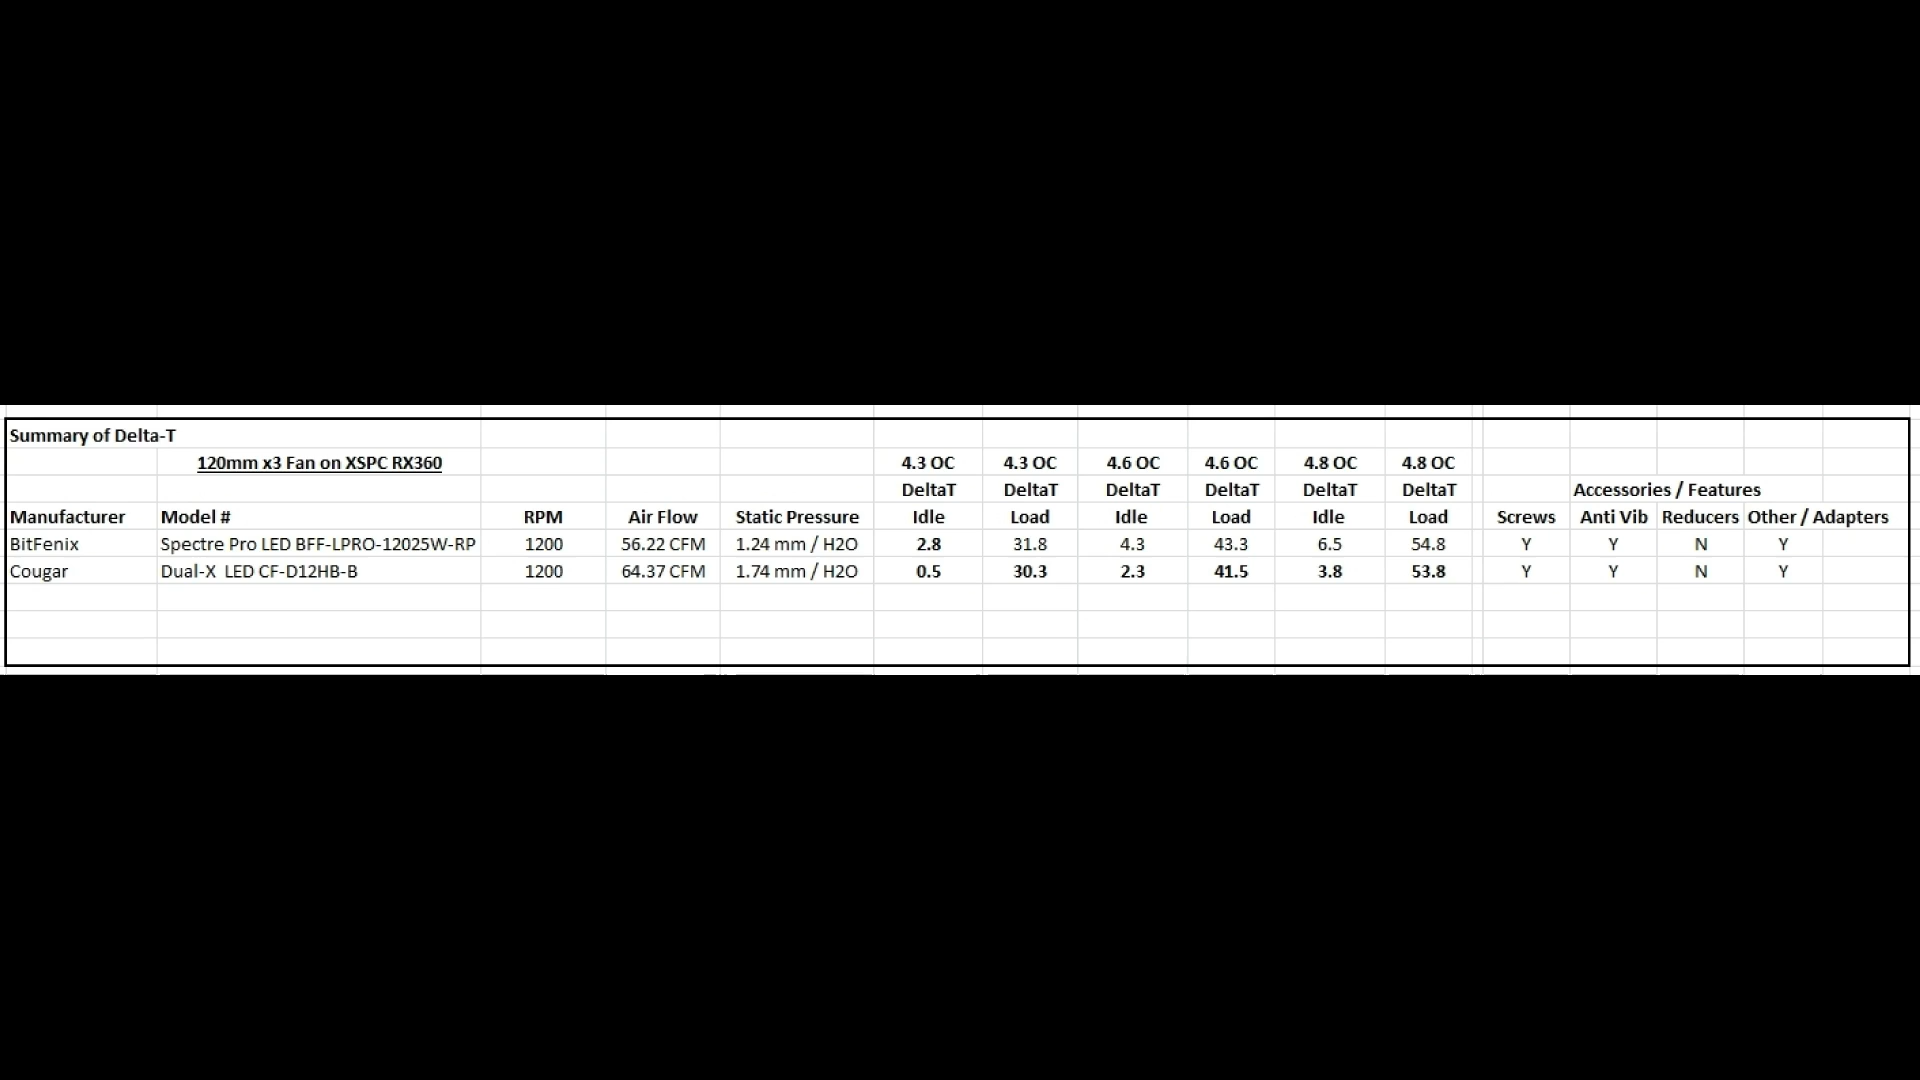 Summary of Delta-T
120mm x3 Fan on XSPC RX360 4.3 OC 4.3 OC 4.6 OC 4.6 OC 4.8 OC 4.8 OC
DeltaT DeltaT DeltaT DeltaT DeltaT DeltaT Accessories / Features
Manufacturer Model # RPM Air Flow Static Pressure Idle Load Idle Load Idle Load Screws Anti Vib Reducers Other / Adapters
BitFenix Spectre Pro LED BFF-LPRO-12025W-RP 1200 56.22 CFM 1.24 mm / H2O 2.8 31.8 4.3 43.3 6.5 54.8 Y Y N Y
Cougar Dual-X LED CF-D12HB-B 1200 64.37 CFM 1.74 mm / H2O 0.5 30.3 2.3 41.5 3.8 53.8 Y Y N Y